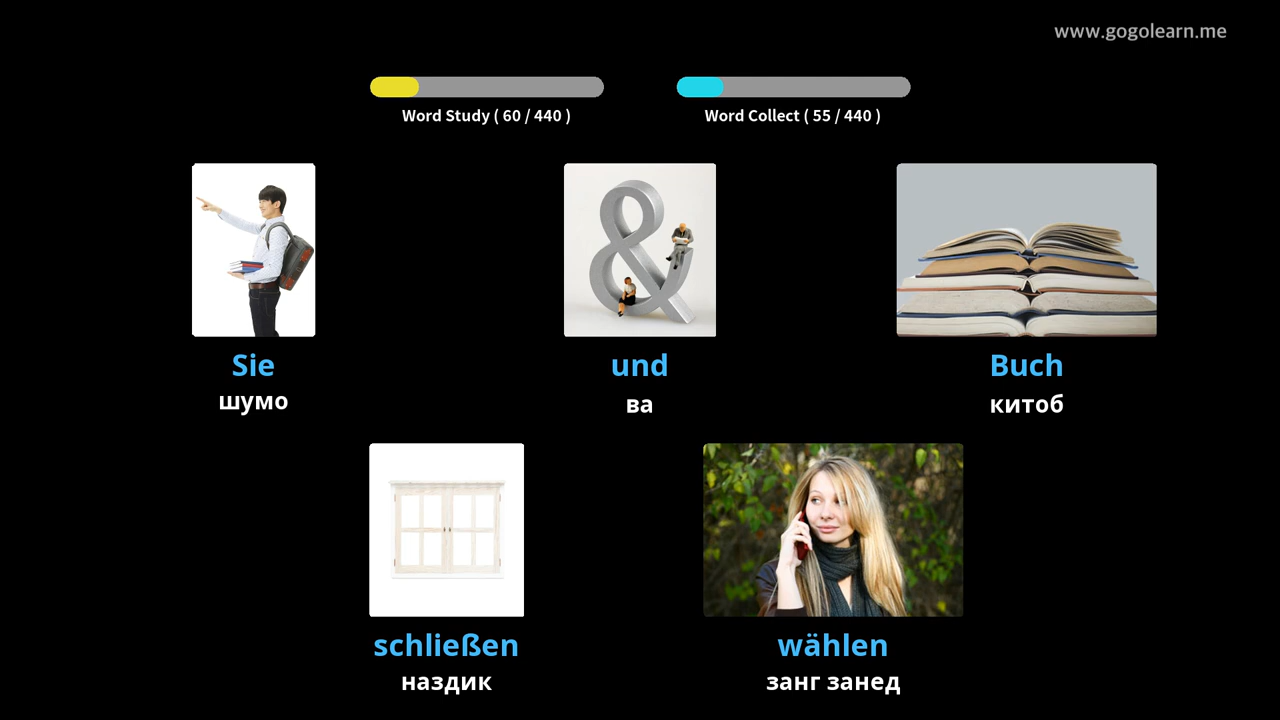 www.gogolearn.me
Word Study ( 60 / 440 )
Word Collect ( 55 / 440 )
Sie
шумо
und
ва
Buch
китоб
schließen
наздик
wählen
занг занед